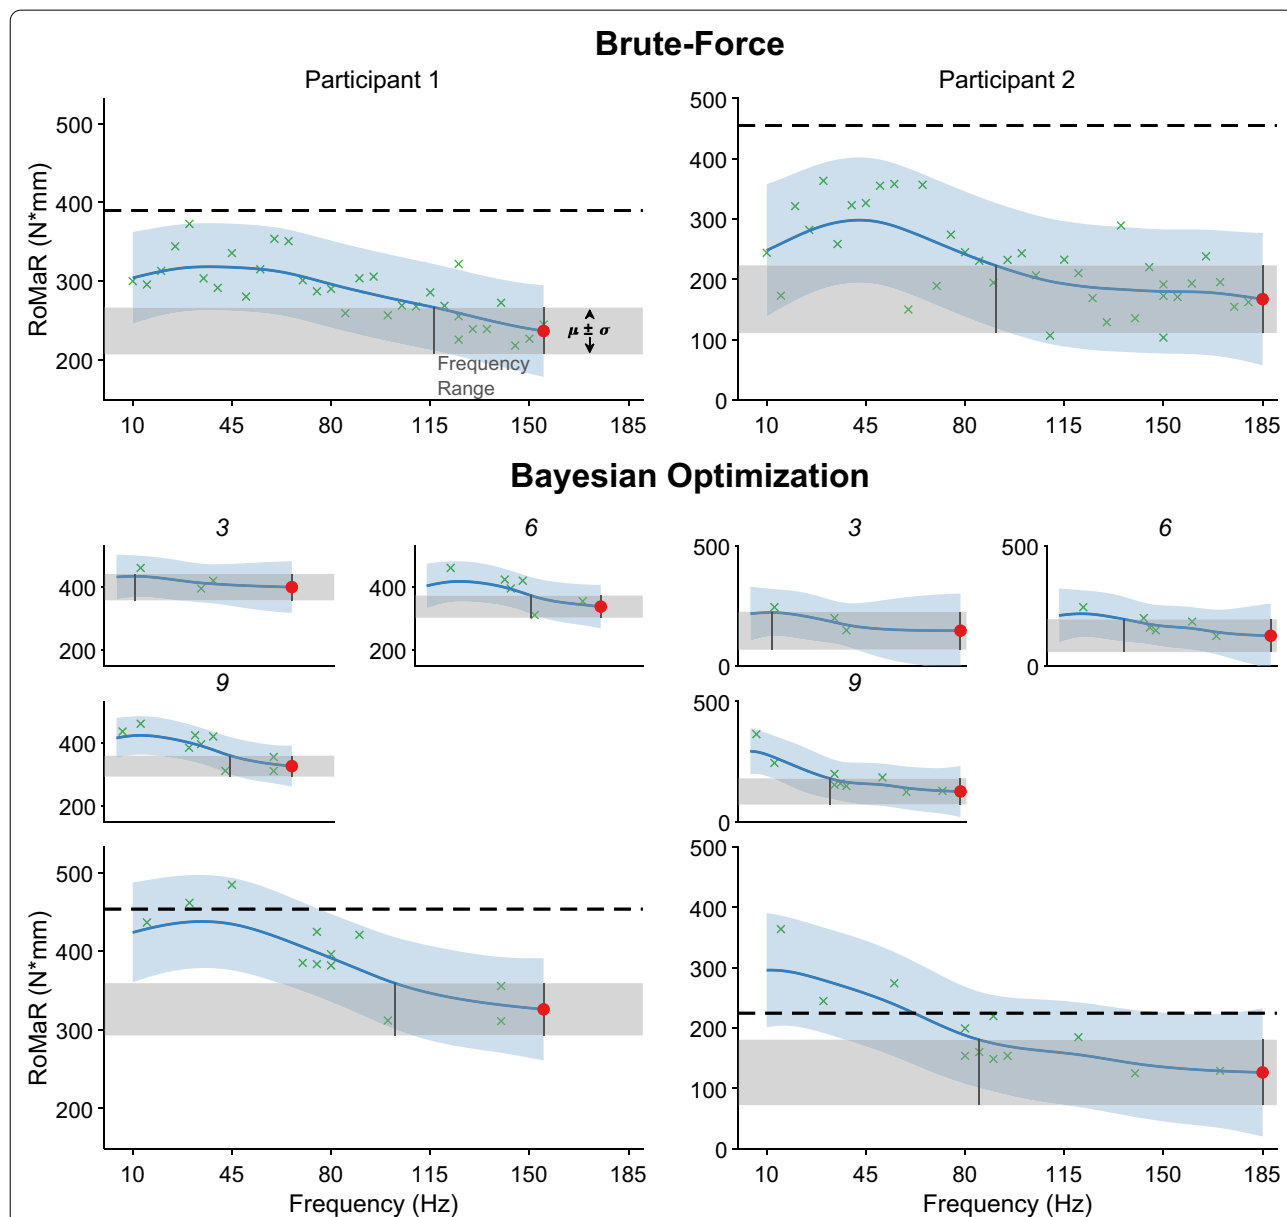 Brute-Force
Participant 1
Participant 2
500
400
300
200
RoMaR (N*mm)
μ ± σ
Frequency
Range
10 45 80 115 150 185
500
400
300
200
100
0
10 45 80 115 150 185
Bayesian Optimization
3
400
200
6
400
200
3
500
0
6
500
0
9
400
200
9
500
0
500
400
300
200
RoMaR (N*mm)
10 45 80 115 150 185
Frequency (Hz)
500
400
300
200
100
0
10 45 80 115 150 185
Frequency (Hz)